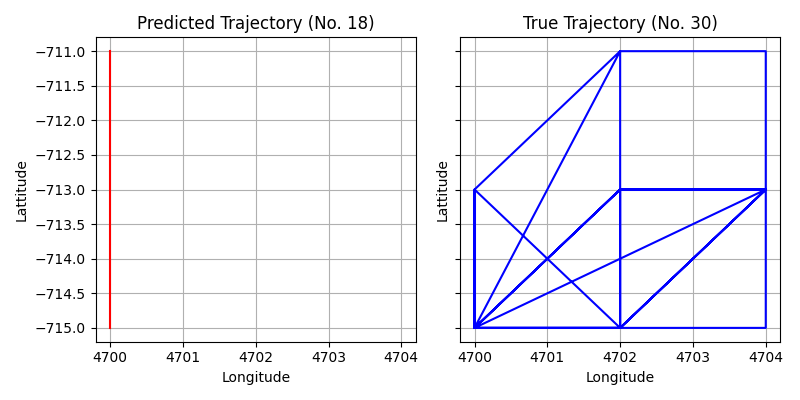 Predicted Trajectory (No. 18)
Lattitude
−711.0
−711.5
−712.0
−712.5
−713.0
−713.5
−714.0
−714.5
−715.0
4700 4701 4702 4703 4704
Longitude
True Trajectory (No. 30)
Lattitude
4700 4701 4702 4703 4704
Longitude